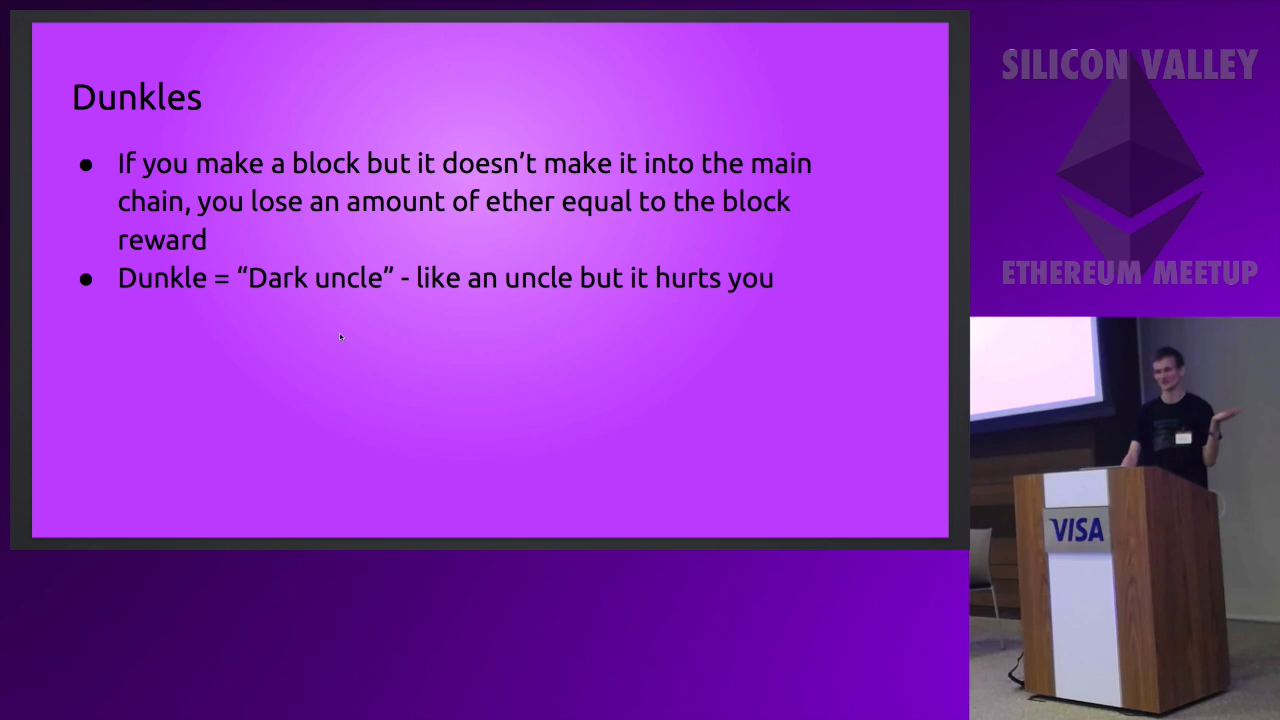 Dunkles
● If you make a block but it doesn’t make it into the main
chain, you lose an amount of ether equal to the block
reward
● Dunkle = “Dark uncle” - like an uncle but it hurts you
SILICON VALLEY
ETHEREUM MEETUP
VISA